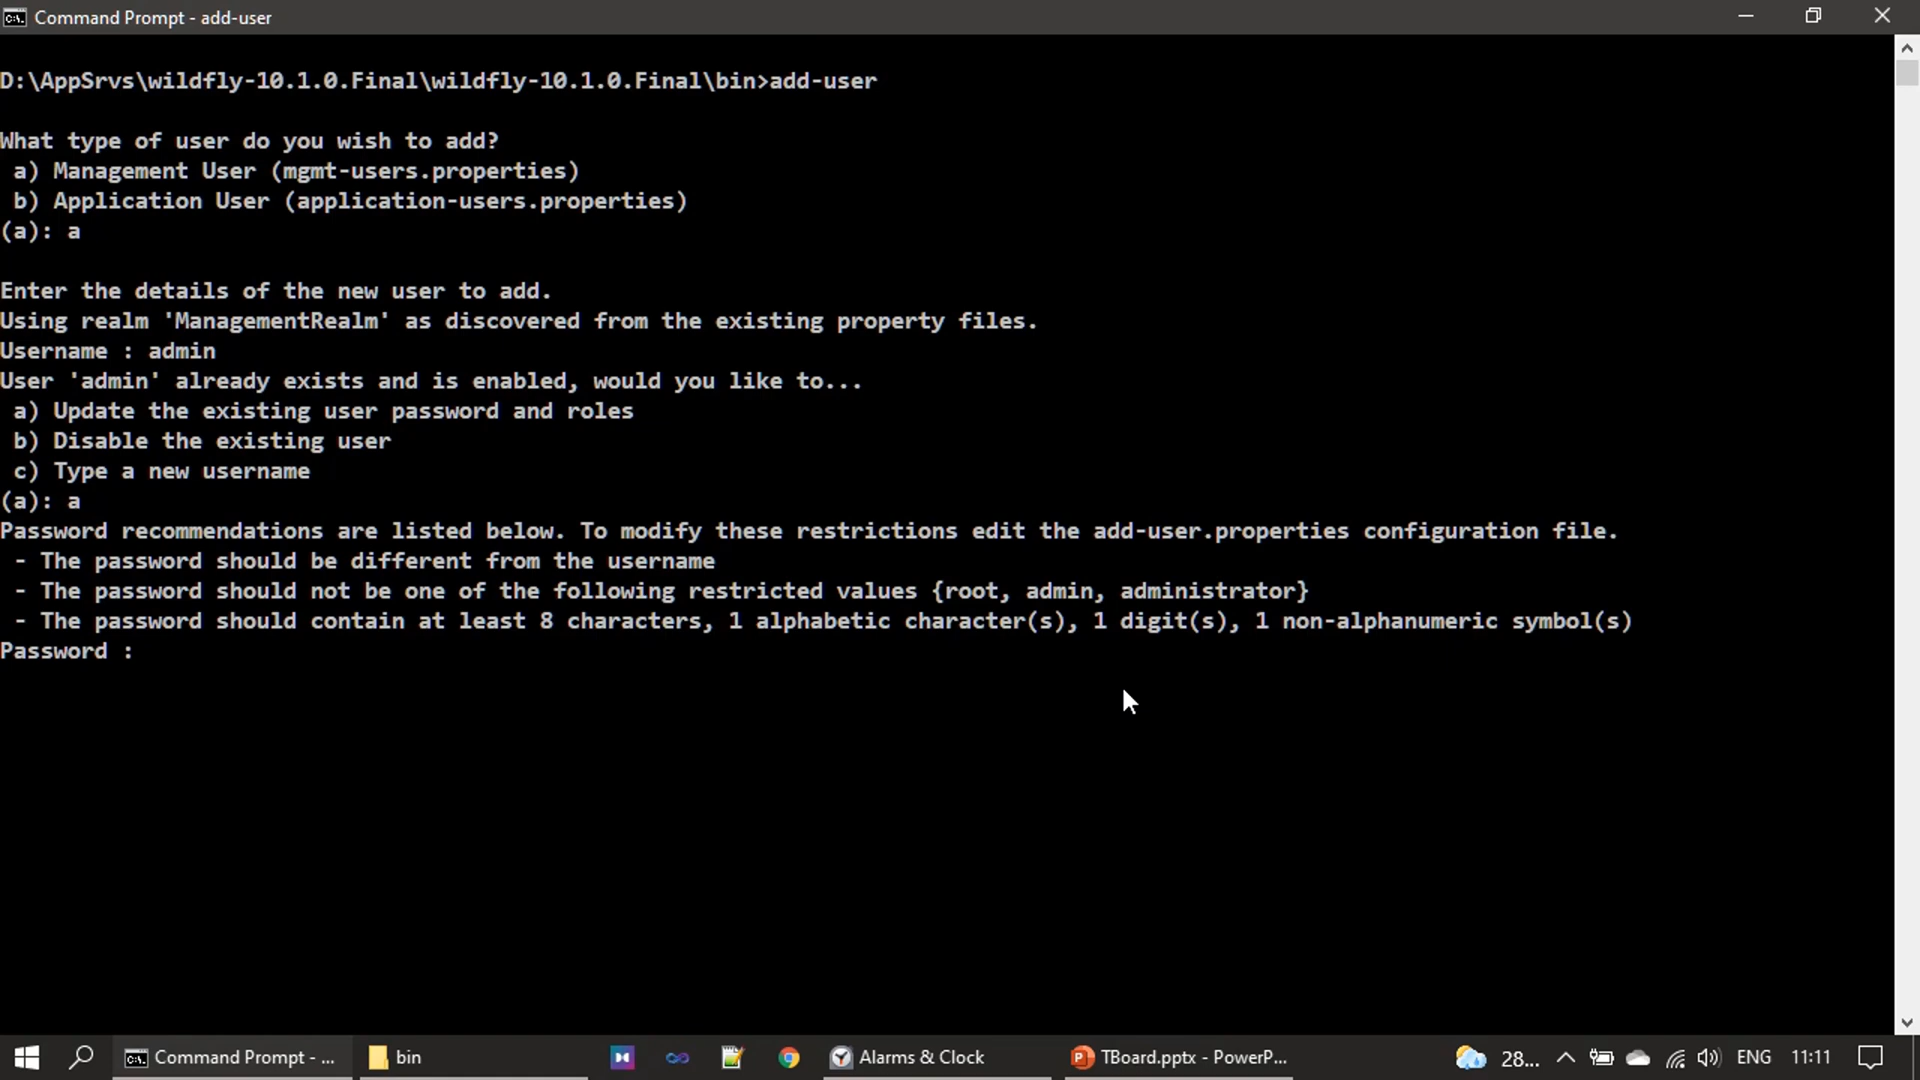 Command Prompt - add-user
D:\AppSrvs\wildfly-10.1.0.Final\wildfly-10.1.0.Final\bin>add-user
What type of user do you wish to add?
a) Management User (mgmt-users.properties)
b) Application User (application-users.properties)
(a): a
Enter the details of the new user to add.
Using realm 'ManagementRealm' as discovered from the existing property files.
Username : admin
User 'admin' already exists and is enabled, would you like to...
a) Update the existing user password and roles
b) Disable the existing user
c) Type a new username
(a): a
Password recommendations are listed below. To modify these restrictions edit the add-user.properties configuration file.
- The password should be different from the username
- The password should not be one of the following restricted values {root, admin, administrator}
- The password should contain at least 8 characters, 1 alphabetic character(s), 1 digit(s), 1 non-alphanumeric symbol(s)
Password :
Command Prompt - ... bin Alarms & Clock TBoard.pptx - PowerP... 28... ENG 11:11